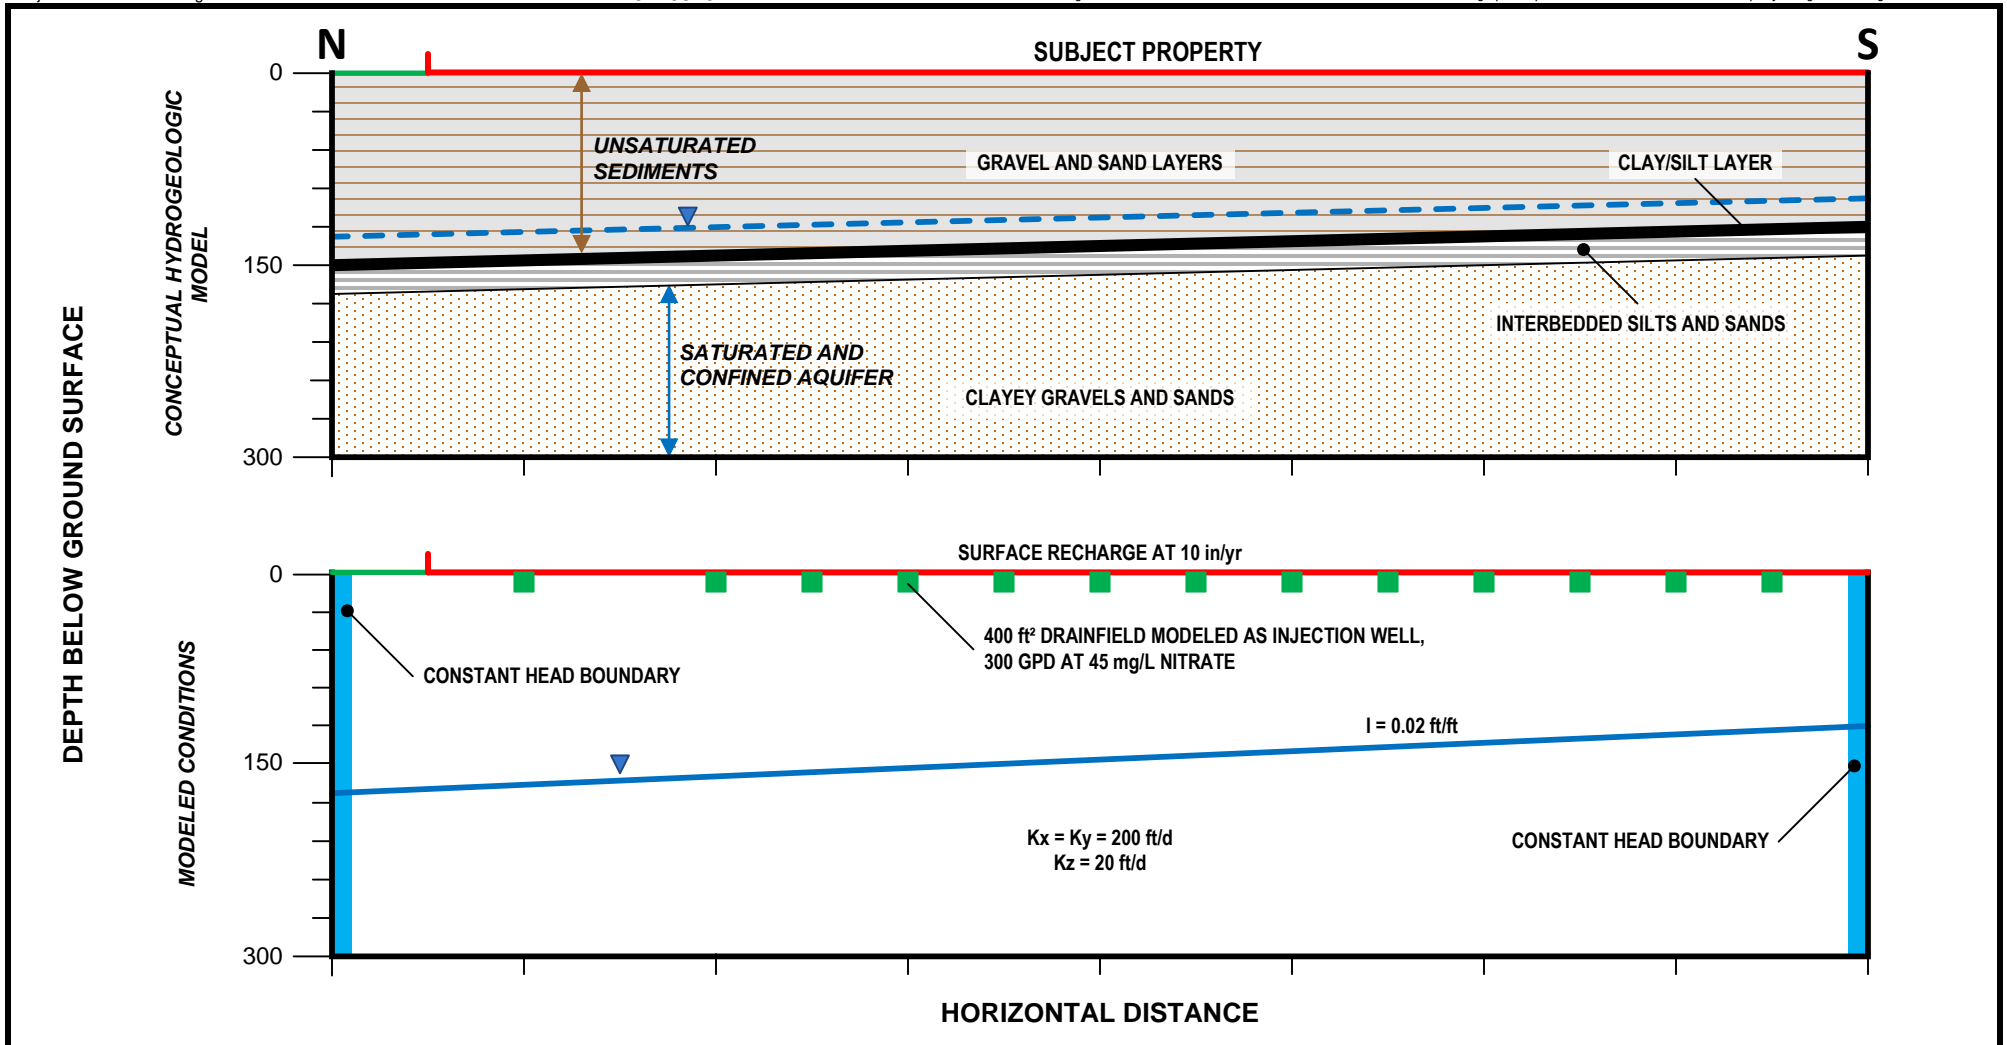 N
S
SUBJECT PROPERTY
0
150
300
CONCEPTUAL HYDROGEOLOGIC
MODEL
UNSATURATED
SEDIMENTS
GRAVEL AND SAND LAYERS
CLAY/SILT LAYER
INTERBEDDED SILTS AND SANDS
SATURATED AND
CONFINED AQUIFER
CLAYEY GRAVELS AND SANDS
DEPTH BELOW GROUND SURFACE
SURFACE RECHARGE AT 10 in/yr
0
150
300
MODELED CONDITIONS
400 ft² DRAINFIELD MODELED AS INJECTION WELL,
300 GPD AT 45 mg/L NITRATE
CONSTANT HEAD BOUNDARY
I = 0.02 ft/ft
Kx = Ky = 200 ft/d
Kz = 20 ft/d
CONSTANT HEAD BOUNDARY
HORIZONTAL DISTANCE